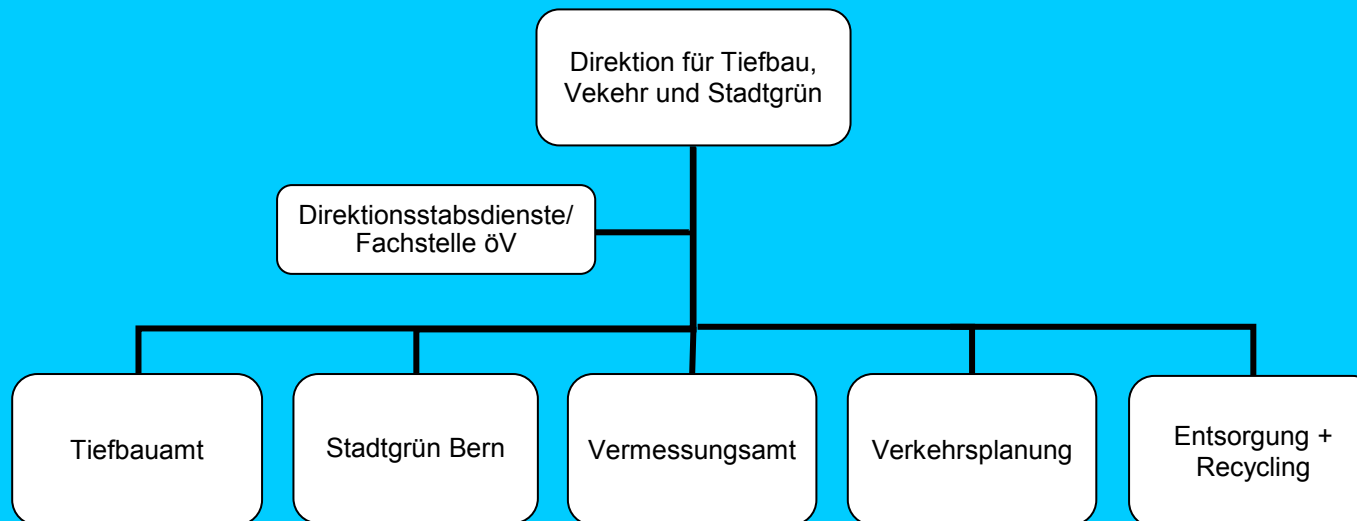 Direktion für Tiefbau,
Vekehr und Stadtgrün
Direktionsstabsdienste/
Fachstelle öV
Tiefbauamt
Stadtgrün Bern
Vermessungsamt
Verkehrsplanung
Entsorgung +
Recycling